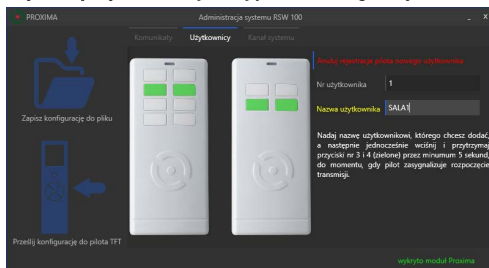 PROXIMA
Administracja systemu RSW 100
_ x
Komunikaty Użytkownicy Kanał systemu
Anuluj rejestrację pilota nowego użytkownika
Nr użytkownika 1
Nazwa użytkownika SALA1
Nadaj nazwę użytkownikowi, którego chcesz dodać,
a następnie jednocześnie wciśnij i przytrzymaj
przyciski nr 3 i 4 (zielone) przez minumum 5 sekund,
do momentu, gdy pilot zasygnalizuje rozpoczęcie
transmisji.
Zapisz konfigurację do pliku
Prześlij konfigurację do pilota TFT
wykryto moduł Proxima